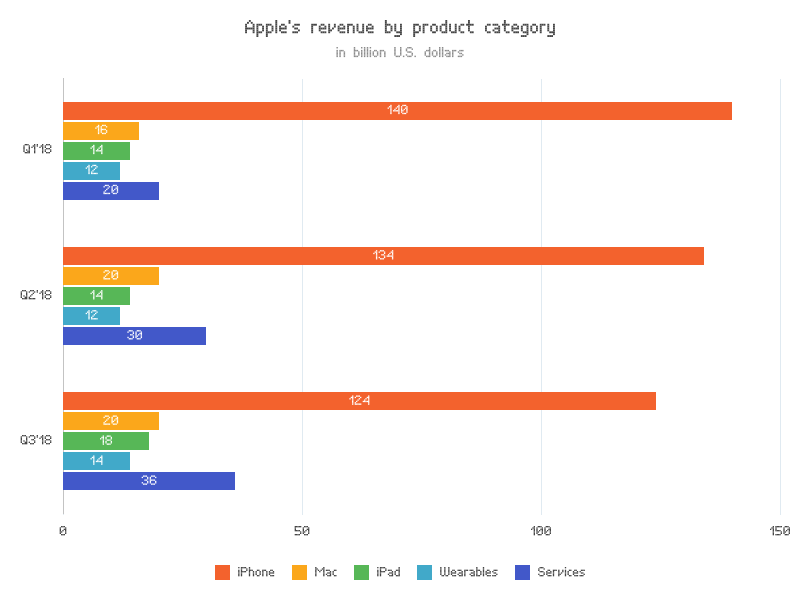 Apple's revenue by product category
in billion U.S. dollars
140
16
Q1'18
14
12
20
134
20
Q2'18
14
12
30
124
20
Q3'18
18
14
36
0 50 100 150
iPhone Mac iPad Wearables Services